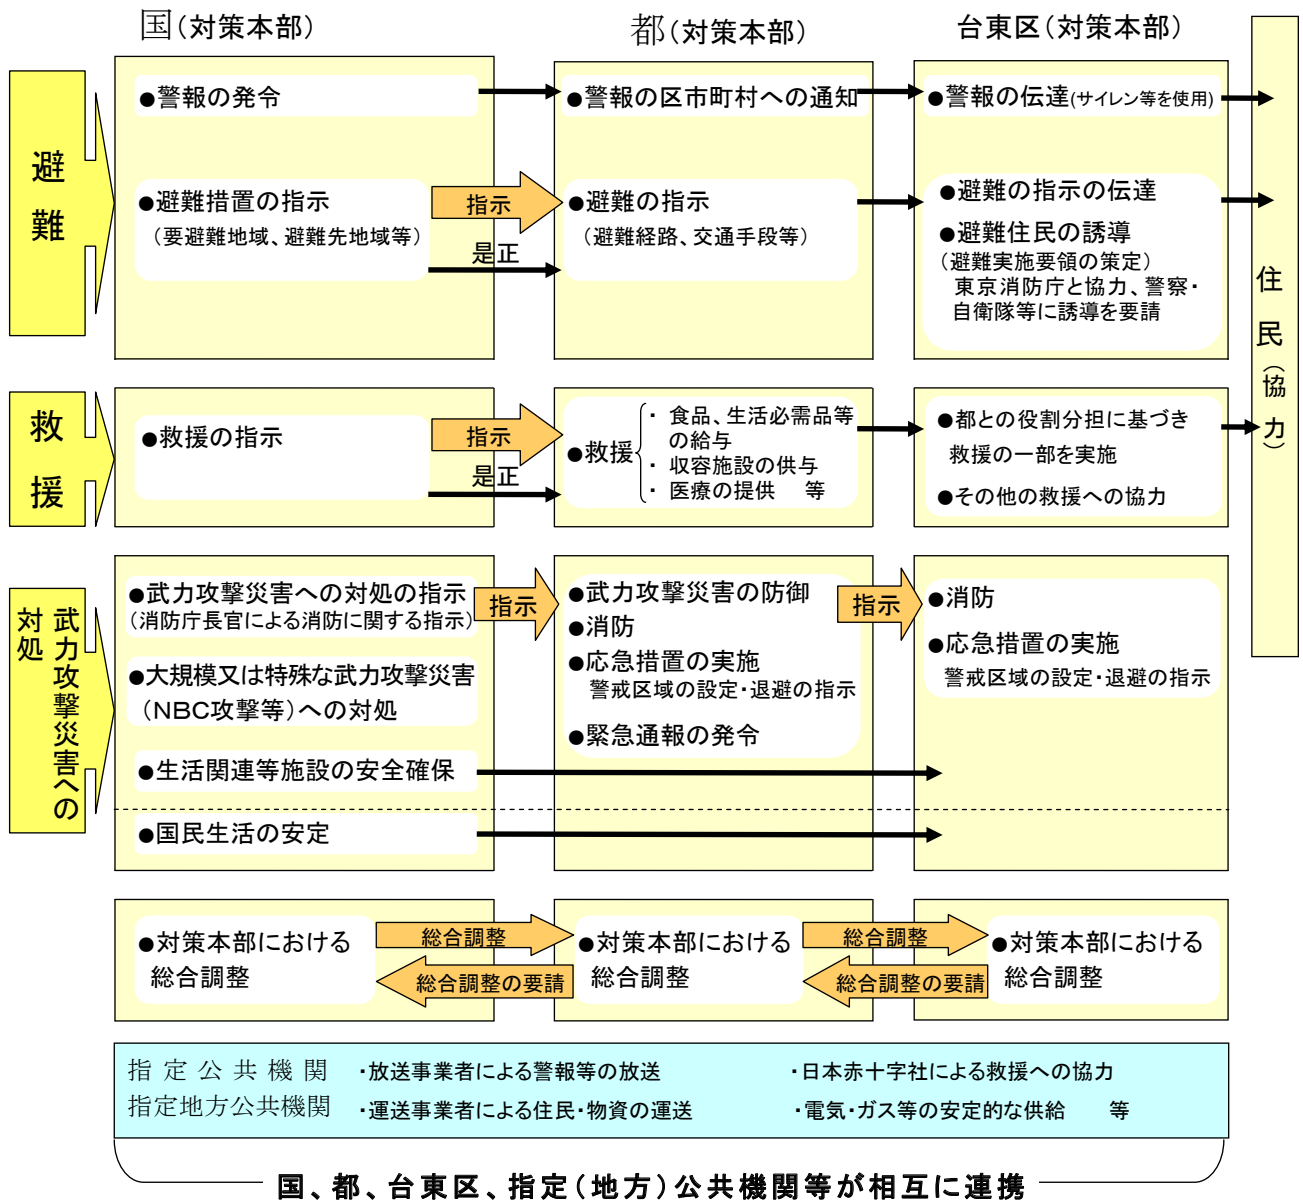 国(対策本部)
都(対策本部)
台東区(対策本部)
避難
●警報の発令
●警報の区市町村への通知
●警報の伝達(サイレン等を使用)
●避難措置の指示
(要避難地域、避難先地域等)
指示
是正
●避難の指示
(避難経路、交通手段等)
●避難の指示の伝達
●避難住民の誘導
(避難実施要領の策定)
東京消防庁と協力、警察・
自衛隊等に誘導を要請
住民(協力)
救援
●救援の指示
指示
是正
●救援
・ 食品、生活必需品等
の給与
・ 収容施設の供与
・ 医療の提供 等
●都との役割分担に基づき
救援の一部を実施
●その他の救援への協力
武力攻撃災害への
対処
●武力攻撃災害への対処の指示
(消防庁長官による消防に関する指示)
●大規模又は特殊な武力攻撃災害
(NBC攻撃等)への対処
●生活関連等施設の安全確保
●国民生活の安定
指示
●武力攻撃災害の防御
●消防
●応急措置の実施
警戒区域の設定・退避の指示
●緊急通報の発令
指示
●消防
●応急措置の実施
警戒区域の設定・退避の指示
●対策本部における
総合調整
総合調整
総合調整の要請
●対策本部における
総合調整
総合調整
総合調整の要請
●対策本部における
総合調整
指定公共機関 ・放送事業者による警報等の放送 ・日本赤十字社による救援への協力
指定地方公共機関 ・運送事業者による住民・物資の運送 ・電気・ガス等の安定的な供給 等
国、都、台東区、指定(地方)公共機関等が相互に連携